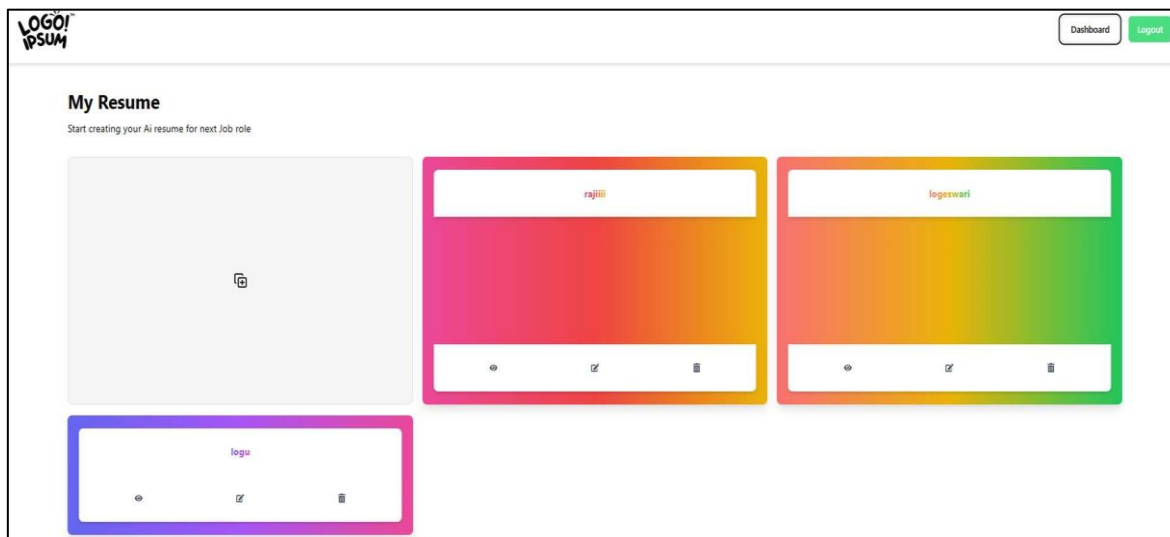 LOGO!
IPSUM
Dashboard
Logout
My Resume
Start creating your Ai resume for next Job role
rajiiii
logeswari
logu